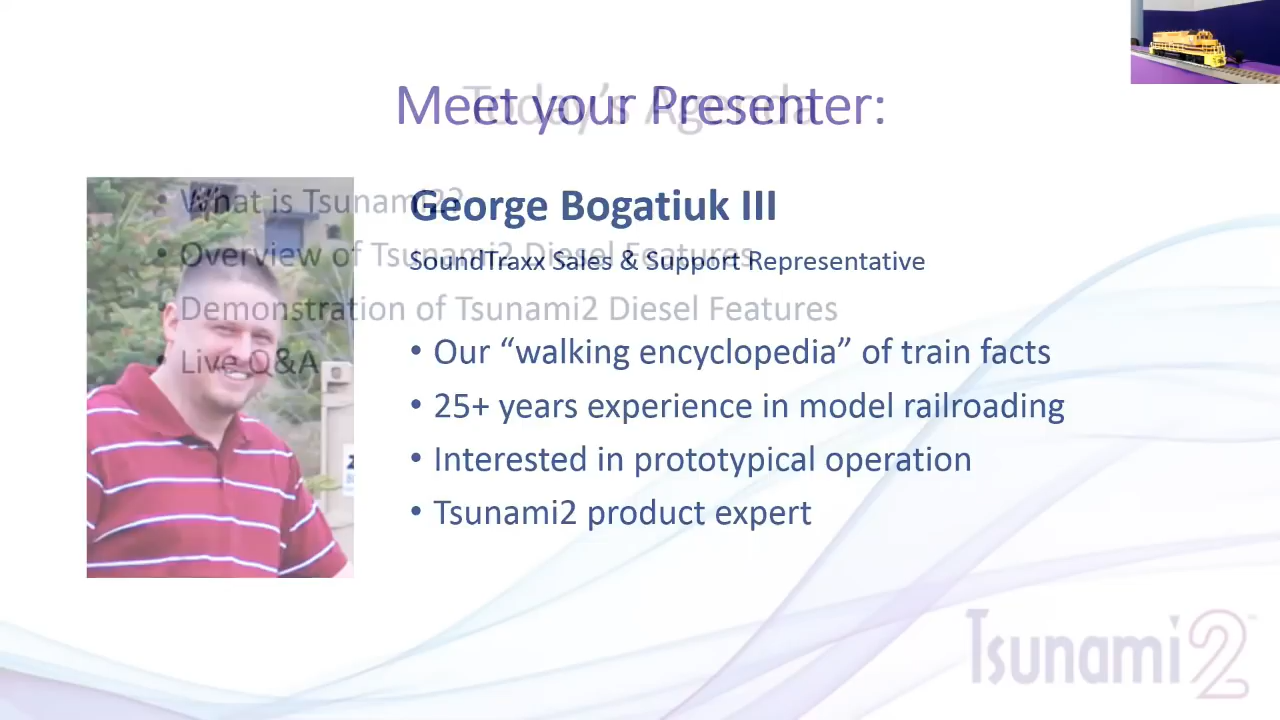 Meet your Presenter:
Today's Agenda
George Bogatiuk III
SoundTraxx Sales & Support Representative
• Our “walking encyclopedia” of train facts
• 25+ years experience in model railroading
• Interested in prototypical operation
• Tsunami2 product expert
• What is Tsunami2?
• Overview of Tsunami2 Diesel Features
• Demonstration of Tsunami2 Diesel Features
• Live Q&A
Tsunami2™